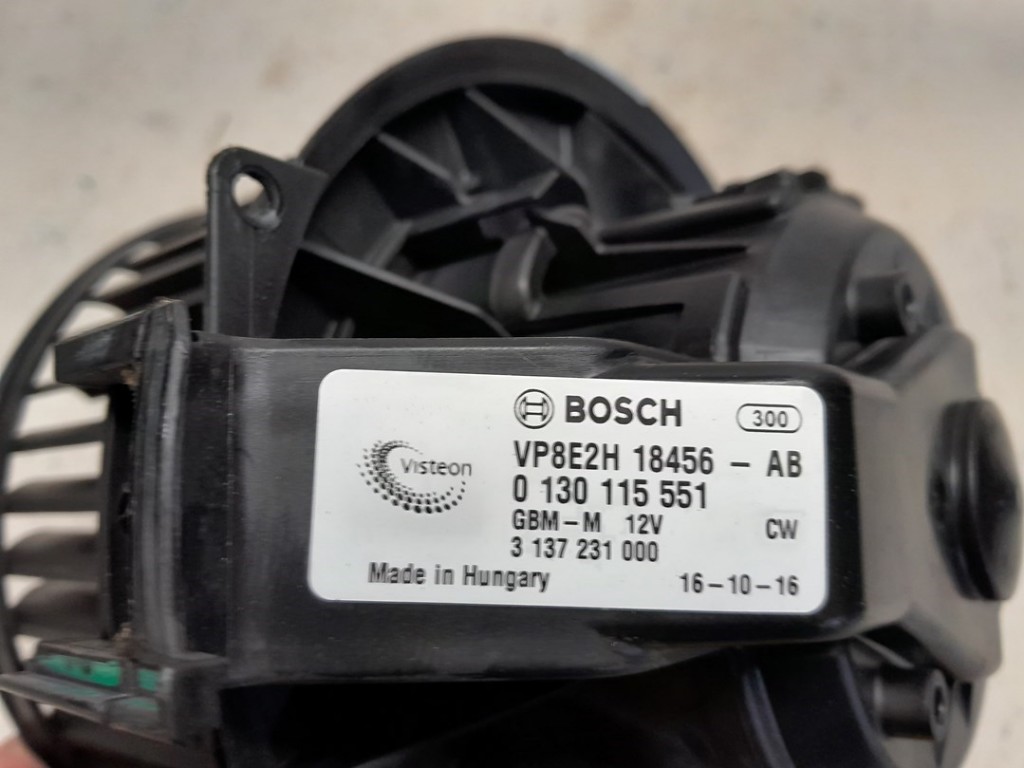 BOSCH 300
Visteon
VP8E2H 18456 - AB
0 130 115 551
GBM-M 12V CW
3 137 231 000
Made in Hungary 16-10-16